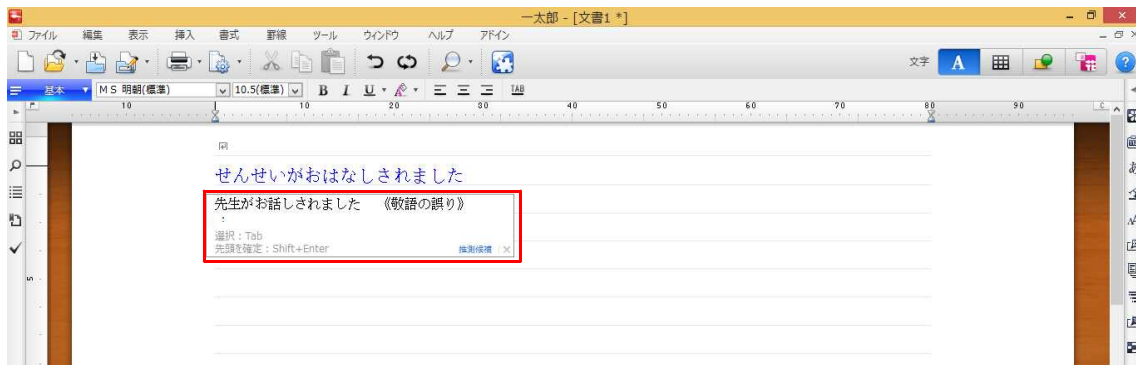 一太郎 - [文書1 *]
ファイル 編集 表示 挿入 書式 罫線 ツール ウィンドウ ヘルプ アドイン
文字 A
基本 MS 明朝(標準) 10.5(標準) B I U TAB
10 10 20 30 40 50 60 70 80 90
せんせいがおはなしされました
先生がお話しされました 《敬語の誤り》
:
選択：Tab
先頭を確定：Shift+Enter 推測候補 ×
5